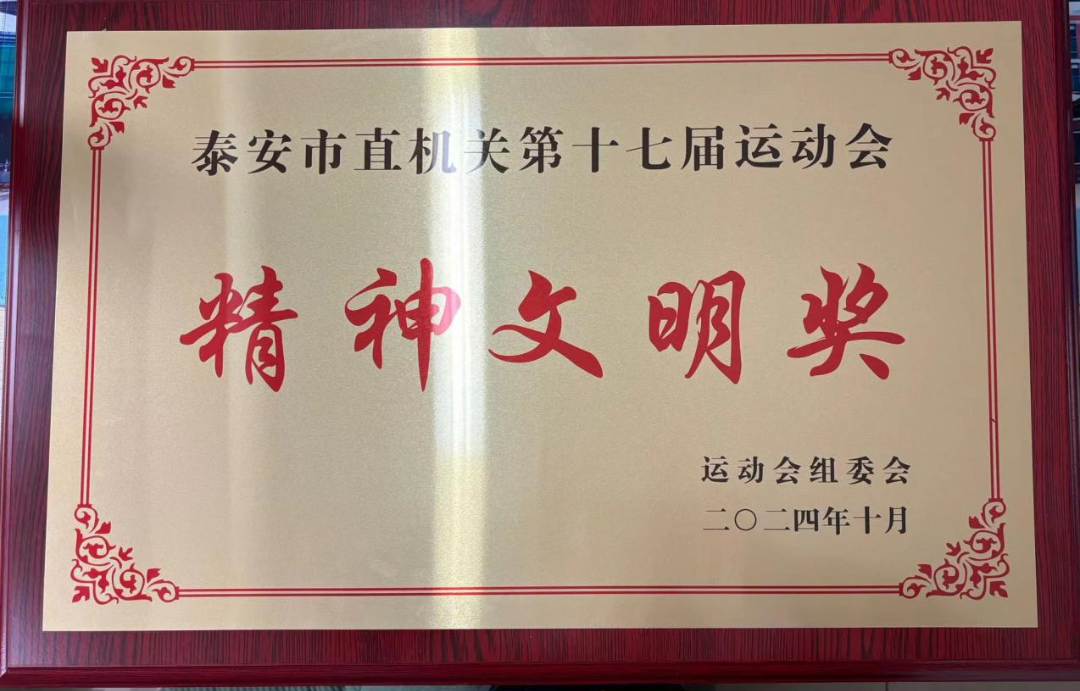 泰安市直机关第十七届运动会
精神文明奖
运动会组委会
二〇二四年十月